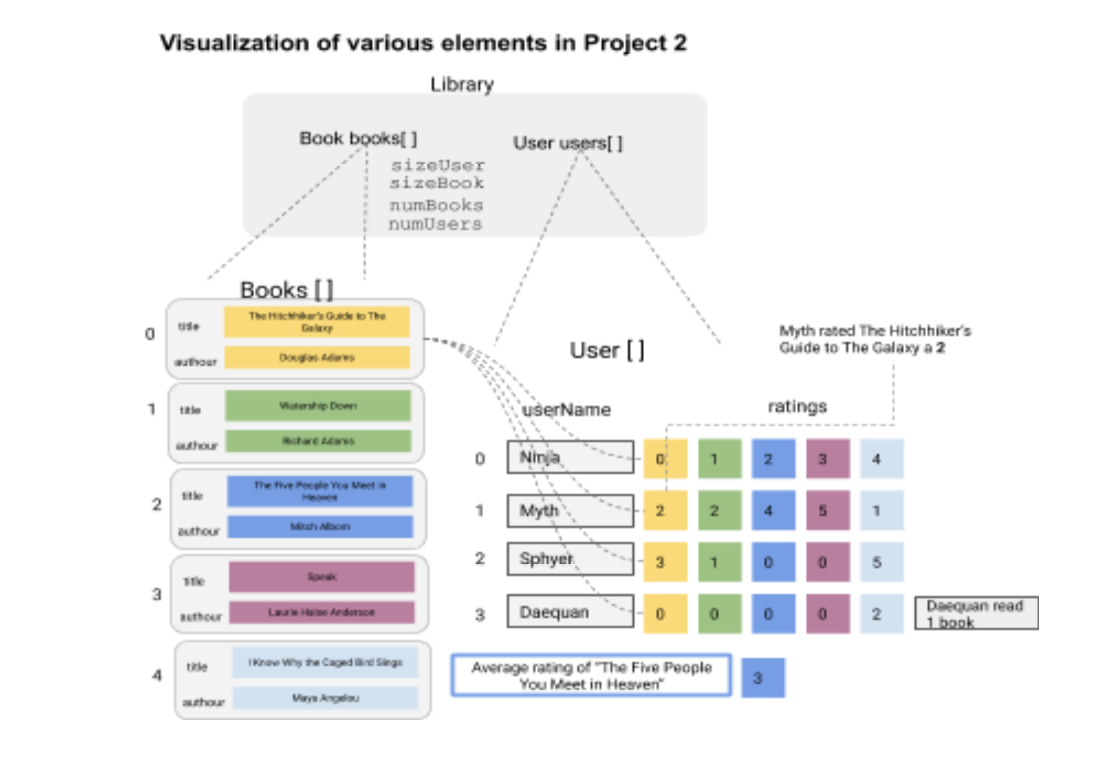 Visualization of various elements in Project 2
Library
Book books[ ]
User users[ ]
sizeUser
sizeBook
numBooks
numUsers
Books [ ]
0
title
The Hitchhiker's Guide to The
Galaxy
authour
Douglas Adams
1
title
Watership Down
authour
Richard Adams
2
title
The Five People You Meet in
Heaven
authour
Mitch Albom
3
title
Speak
authour
Laurie Halse Anderson
4
title
I Know Why the Caged Bird Sings
authour
Maya Angelou
User [ ]
Myth rated The Hitchhiker's
Guide to The Galaxy a 2
userName
ratings
0 Ninja 0 1 2 3 4
1 Myth 2 2 4 5 1
2 Sphyer 3 1 0 0 5
3 Daequan 0 0 0 0 2
Daequan read
1 book
Average rating of "The Five People
You Meet in Heaven"
3